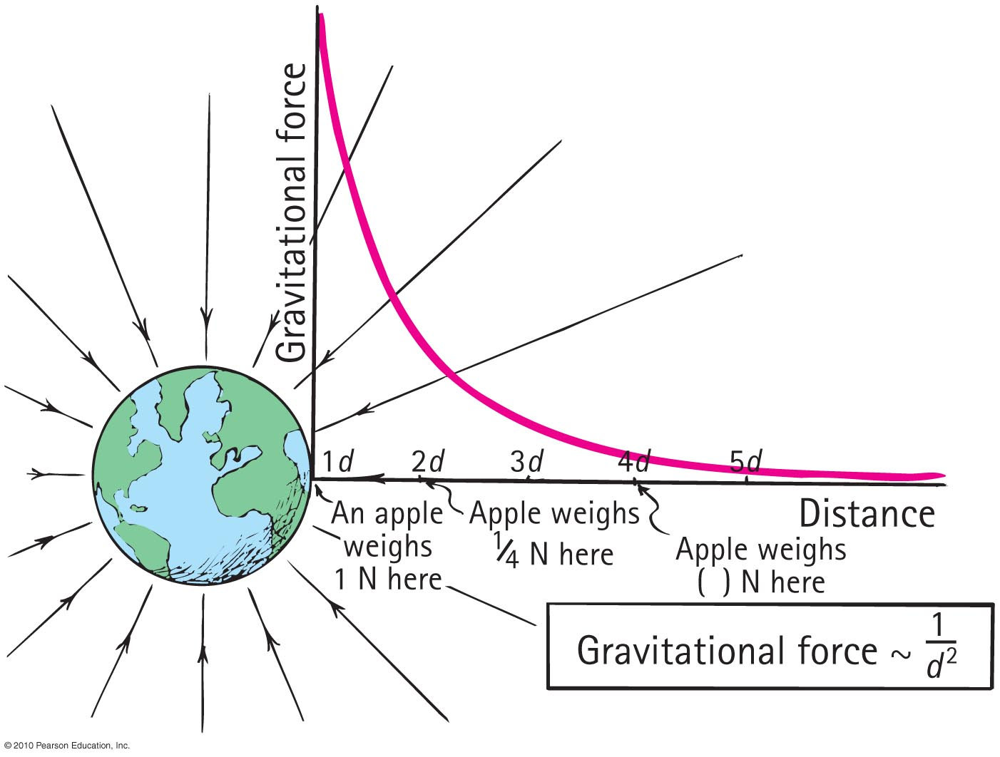 Gravitational force
1d 2d 3d 4d 5d
Distance
An apple
weighs
1 N here
Apple weighs
1/4 N here
Apple weighs
( ) N here
Gravitational force ~ 1/d²
© 2010 Pearson Education, Inc.